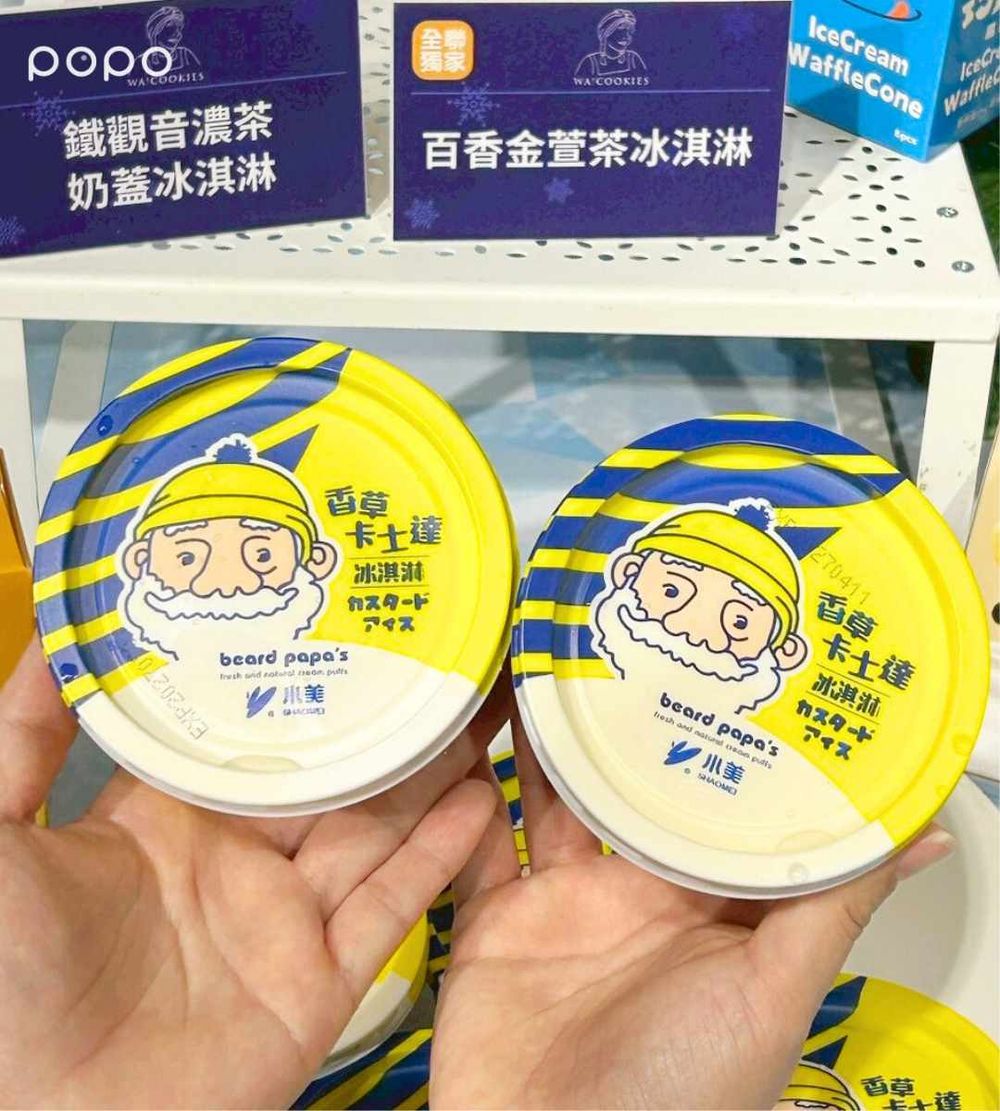 popo
WA!COOKIES
鐵觀音濃茶
奶蓋冰淇淋
全聯
獨家
WA!COOKIES
百香金萱茶冰淇淋
IceCream
WaffleCone
8pcs
香草
卡士達
冰淇淋
カスタード
アイス
beard papa's
fresh and natural cream puffs
小美
® SHAOMEI
270411
香草
卡士達
冰淇淋
カスタード
アイス
beard papa's
fresh and natural cream puffs
小美
® SHAOMEI
香草
卡士達